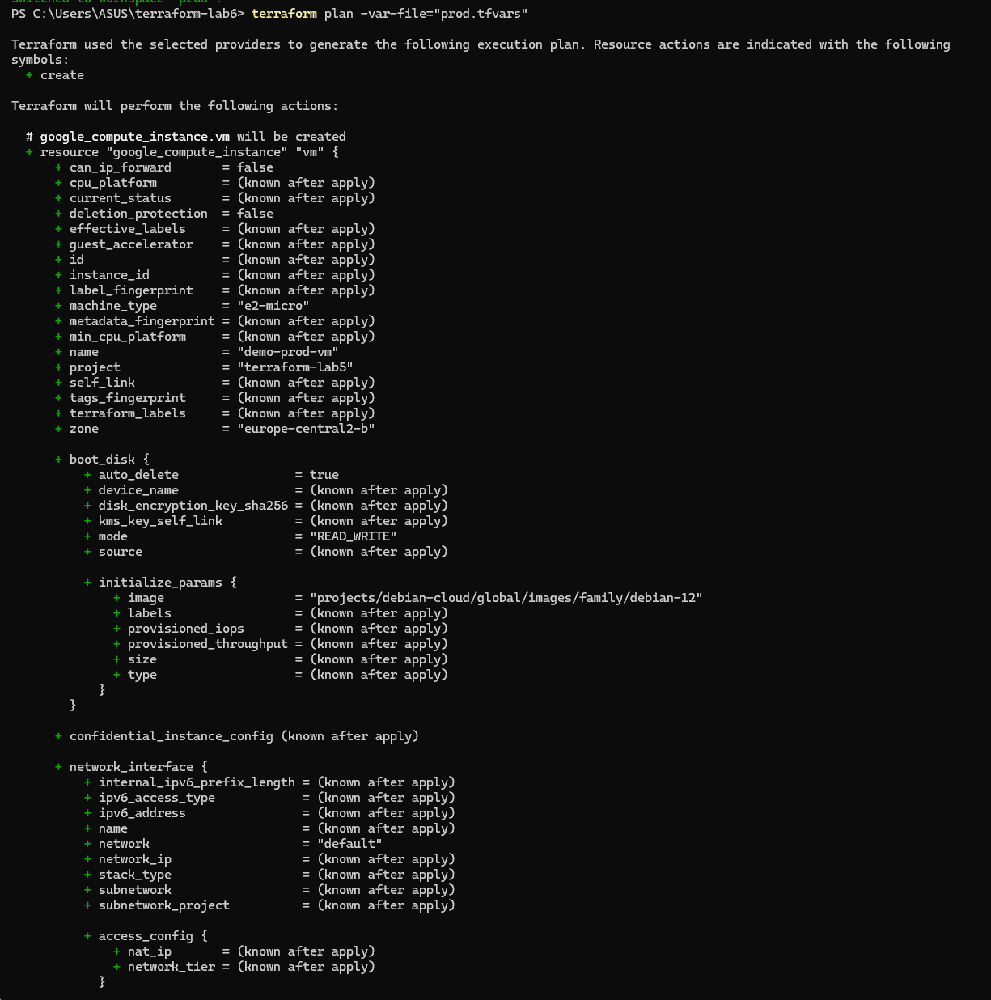 Switched to workspace "prod".
PS C:\Users\ASUS\terraform-lab6> terraform plan -var-file="prod.tfvars"

Terraform used the selected providers to generate the following execution plan. Resource actions are indicated with the following
symbols:
  + create

Terraform will perform the following actions:

  # google_compute_instance.vm will be created
  + resource "google_compute_instance" "vm" {
      + can_ip_forward       = false
      + cpu_platform         = (known after apply)
      + current_status       = (known after apply)
      + deletion_protection  = false
      + effective_labels     = (known after apply)
      + guest_accelerator    = (known after apply)
      + id                   = (known after apply)
      + instance_id          = (known after apply)
      + label_fingerprint    = (known after apply)
      + machine_type         = "e2-micro"
      + metadata_fingerprint = (known after apply)
      + min_cpu_platform     = (known after apply)
      + name                 = "demo-prod-vm"
      + project              = "terraform-lab5"
      + self_link            = (known after apply)
      + tags_fingerprint     = (known after apply)
      + terraform_labels     = (known after apply)
      + zone                 = "europe-central2-b"

      + boot_disk {
          + auto_delete                = true
          + device_name                = (known after apply)
          + disk_encryption_key_sha256 = (known after apply)
          + kms_key_self_link          = (known after apply)
          + mode                       = "READ_WRITE"
          + source                     = (known after apply)

          + initialize_params {
              + image                  = "projects/debian-cloud/global/images/family/debian-12"
              + labels                 = (known after apply)
              + provisioned_iops       = (known after apply)
              + provisioned_throughput = (known after apply)
              + size                   = (known after apply)
              + type                   = (known after apply)
            }
        }

      + confidential_instance_config (known after apply)

      + network_interface {
          + internal_ipv6_prefix_length = (known after apply)
          + ipv6_access_type            = (known after apply)
          + ipv6_address                = (known after apply)
          + name                        = (known after apply)
          + network                     = "default"
          + network_ip                  = (known after apply)
          + stack_type                  = (known after apply)
          + subnetwork                  = (known after apply)
          + subnetwork_project          = (known after apply)

          + access_config {
              + nat_ip       = (known after apply)
              + network_tier = (known after apply)
            }